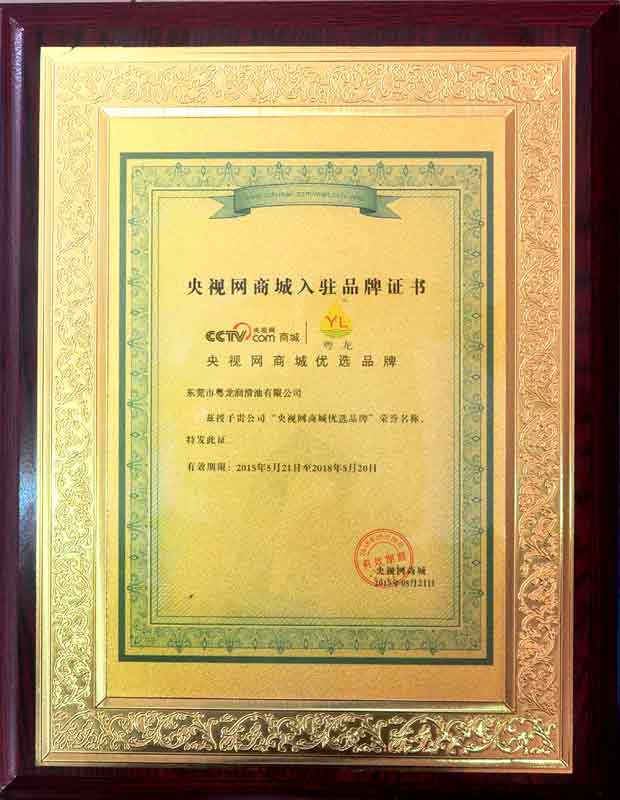 央视网商城入驻品牌证书
CCTV.com 央视网 商城
YL
粤龙
央视网商城优选品牌
东莞市粤龙润滑油有限公司
兹授予贵公司“央视网商城优选品牌”荣誉名称。
特发此证
有效期限：2015年5月21日至2018年5月20日
央视网商城
2015年05月21日